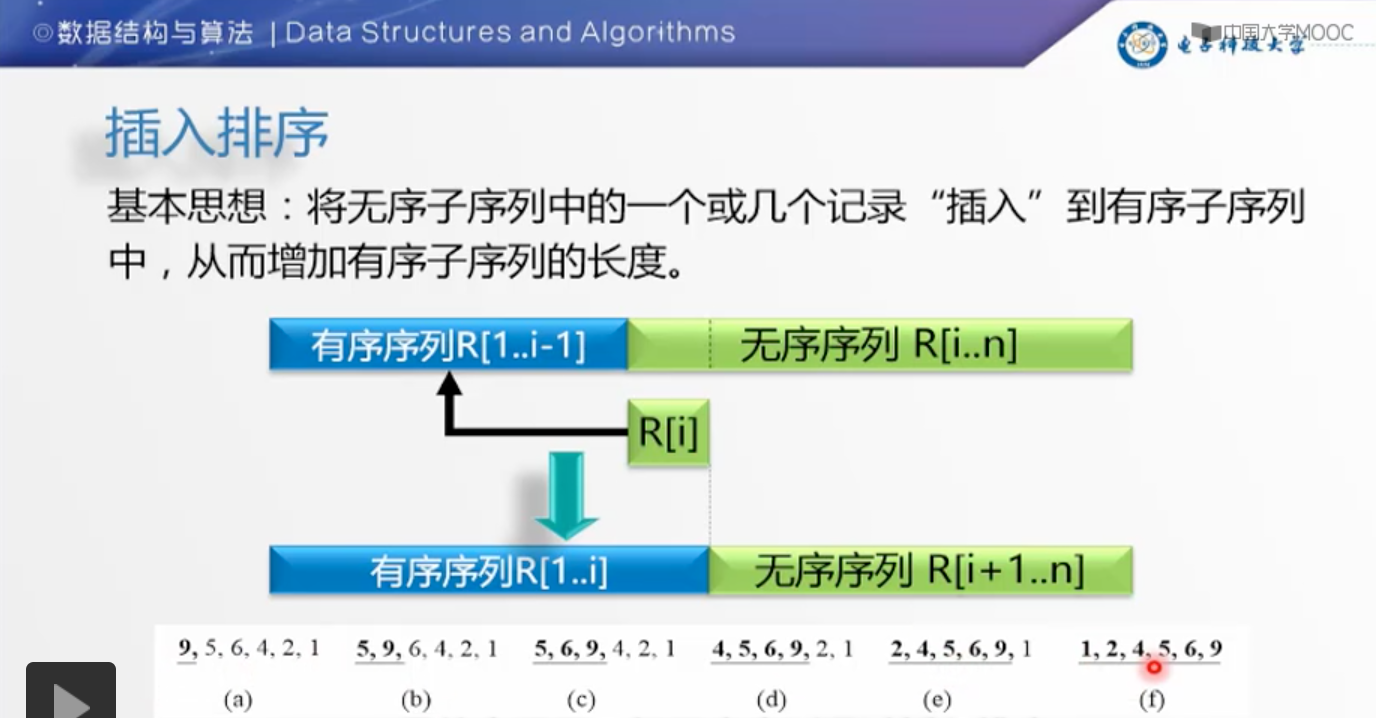 ◎数据结构与算法 | Data Structures and Algorithms
中国大学MOOC
电子科技大学
插入排序
基本思想：将无序子序列中的一个或几个记录“插入”到有序子序列
中，从而增加有序子序列的长度。
有序序列R[1..i-1] 无序序列 R[i..n]
R[i]
有序序列R[1..i] 无序序列 R[i+1..n]
9, 5, 6, 4, 2, 1 5, 9, 6, 4, 2, 1 5, 6, 9, 4, 2, 1 4, 5, 6, 9, 2, 1 2, 4, 5, 6, 9, 1 1, 2, 4, 5, 6, 9
(a) (b) (c) (d) (e) (f)